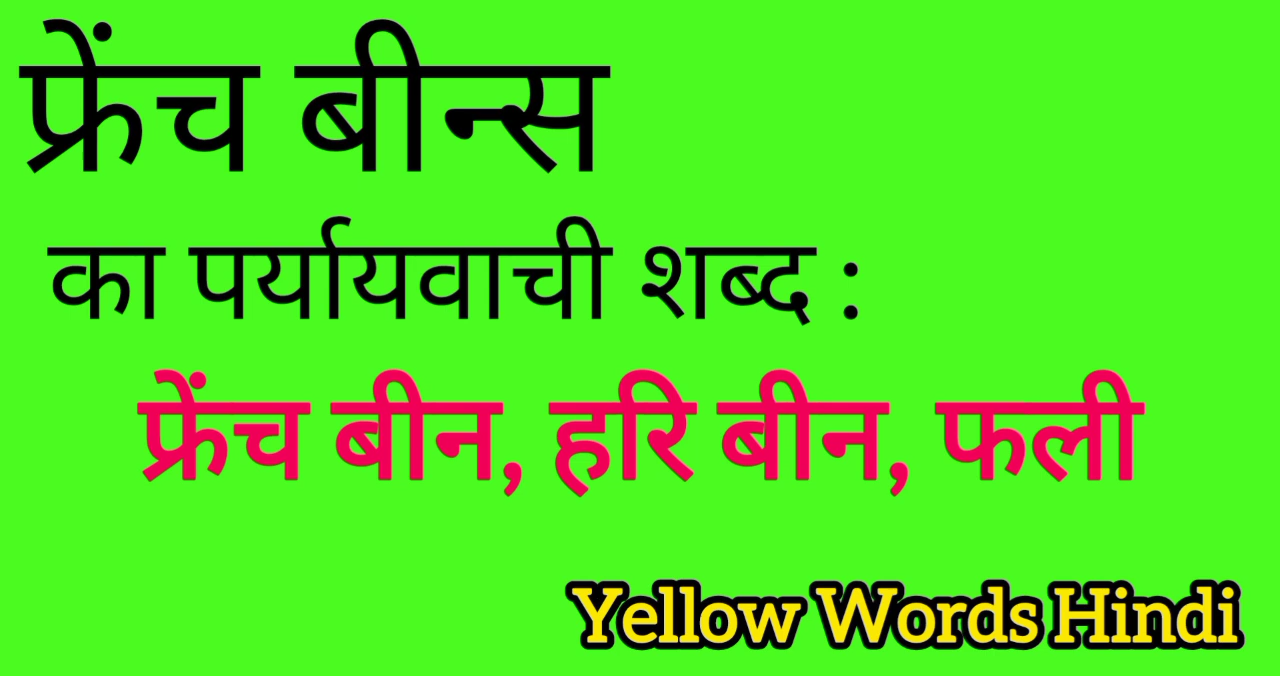 फ्रेंच बीन्स
का पर्यायवाची शब्द :
फ्रेंच बीन, हरि बीन, फली
Yellow Words Hindi